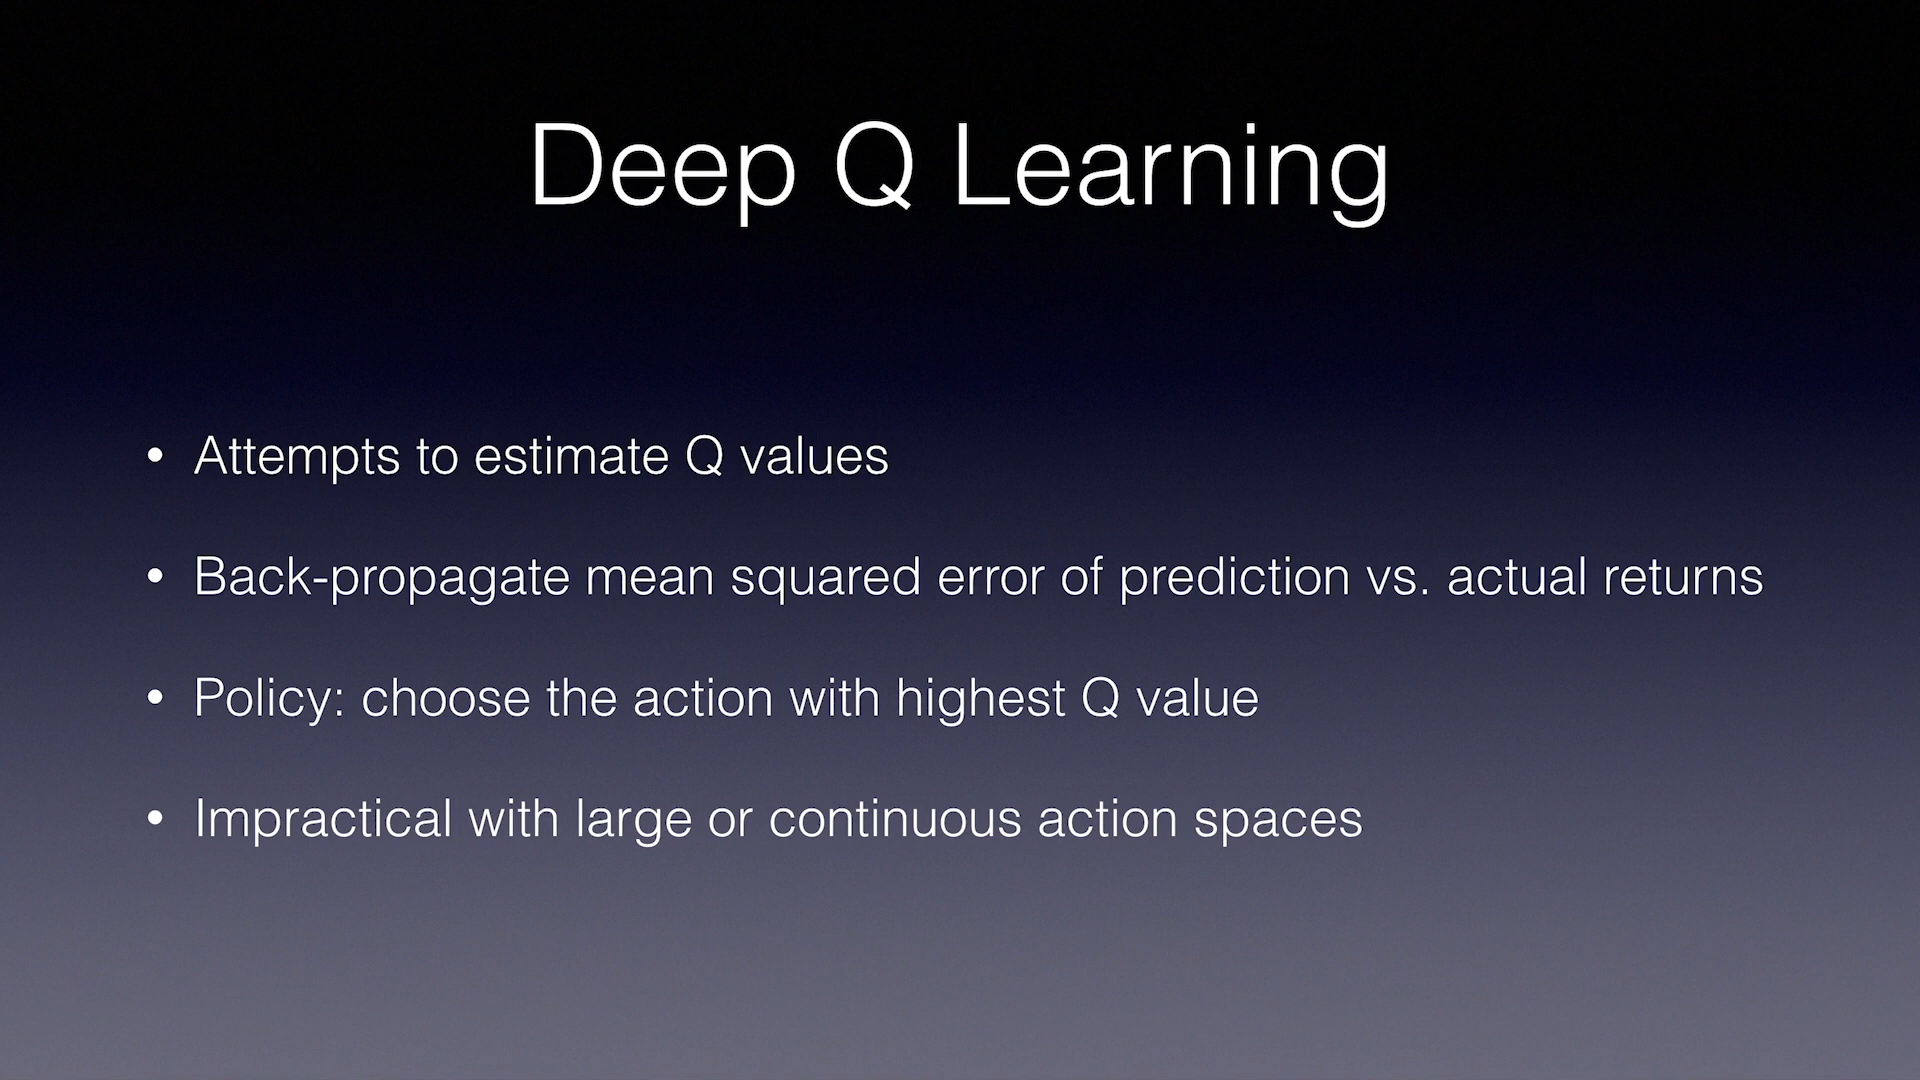 Deep Q Learning
• Attempts to estimate Q values
• Back-propagate mean squared error of prediction vs. actual returns
• Policy: choose the action with highest Q value
• Impractical with large or continuous action spaces